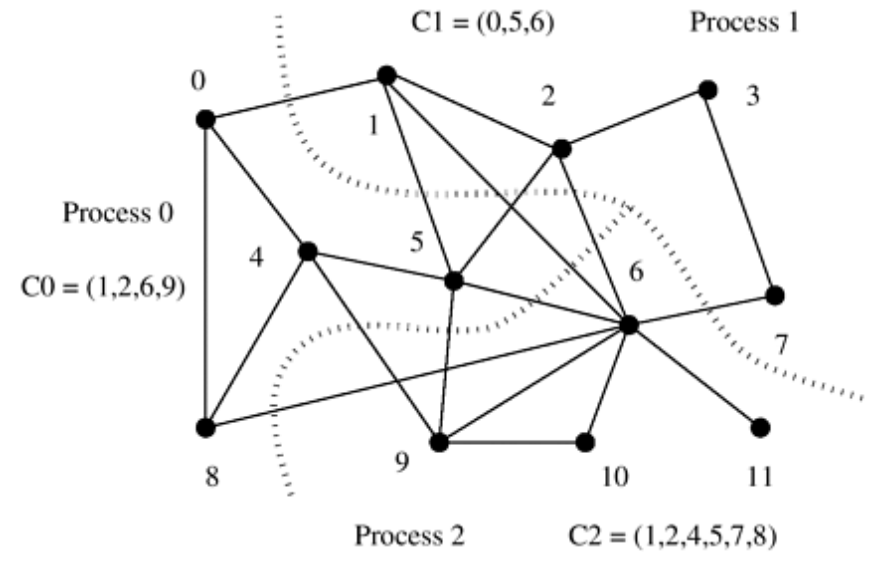 C1 = (0,5,6)
Process 1
0
1
2
3
Process 0
4
5
6
C0 = (1,2,6,9)
7
8
9
10
11
Process 2
C2 = (1,2,4,5,7,8)